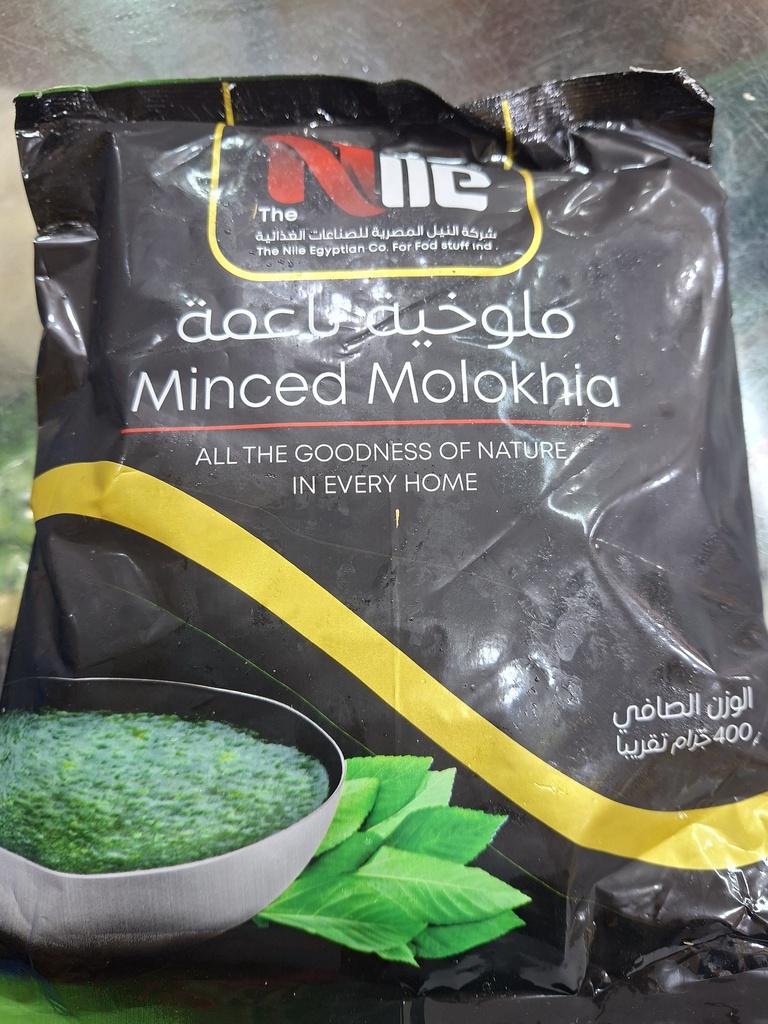 The Nile
شركة النيل المصرية للصناعات الغذائية
The Nile Egyptian Co. For Fod stuff ind .
ملوخية ناعمة
Minced Molokhia
ALL THE GOODNESS OF NATURE
IN EVERY HOME
الوزن الصافي
400 جرام تقريبا